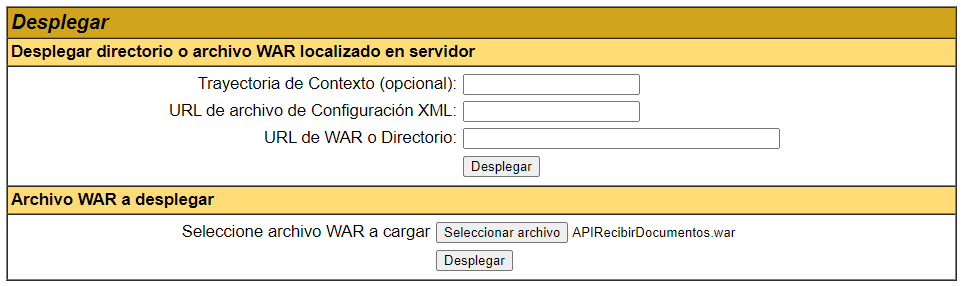 Desplegar
Desplegar directorio o archivo WAR localizado en servidor
Trayectoria de Contexto (opcional):
URL de archivo de Configuración XML:
URL de WAR o Directorio:
Desplegar
Archivo WAR a desplegar
Seleccione archivo WAR a cargar Seleccionar archivo APIRecibirDocumentos.war
Desplegar